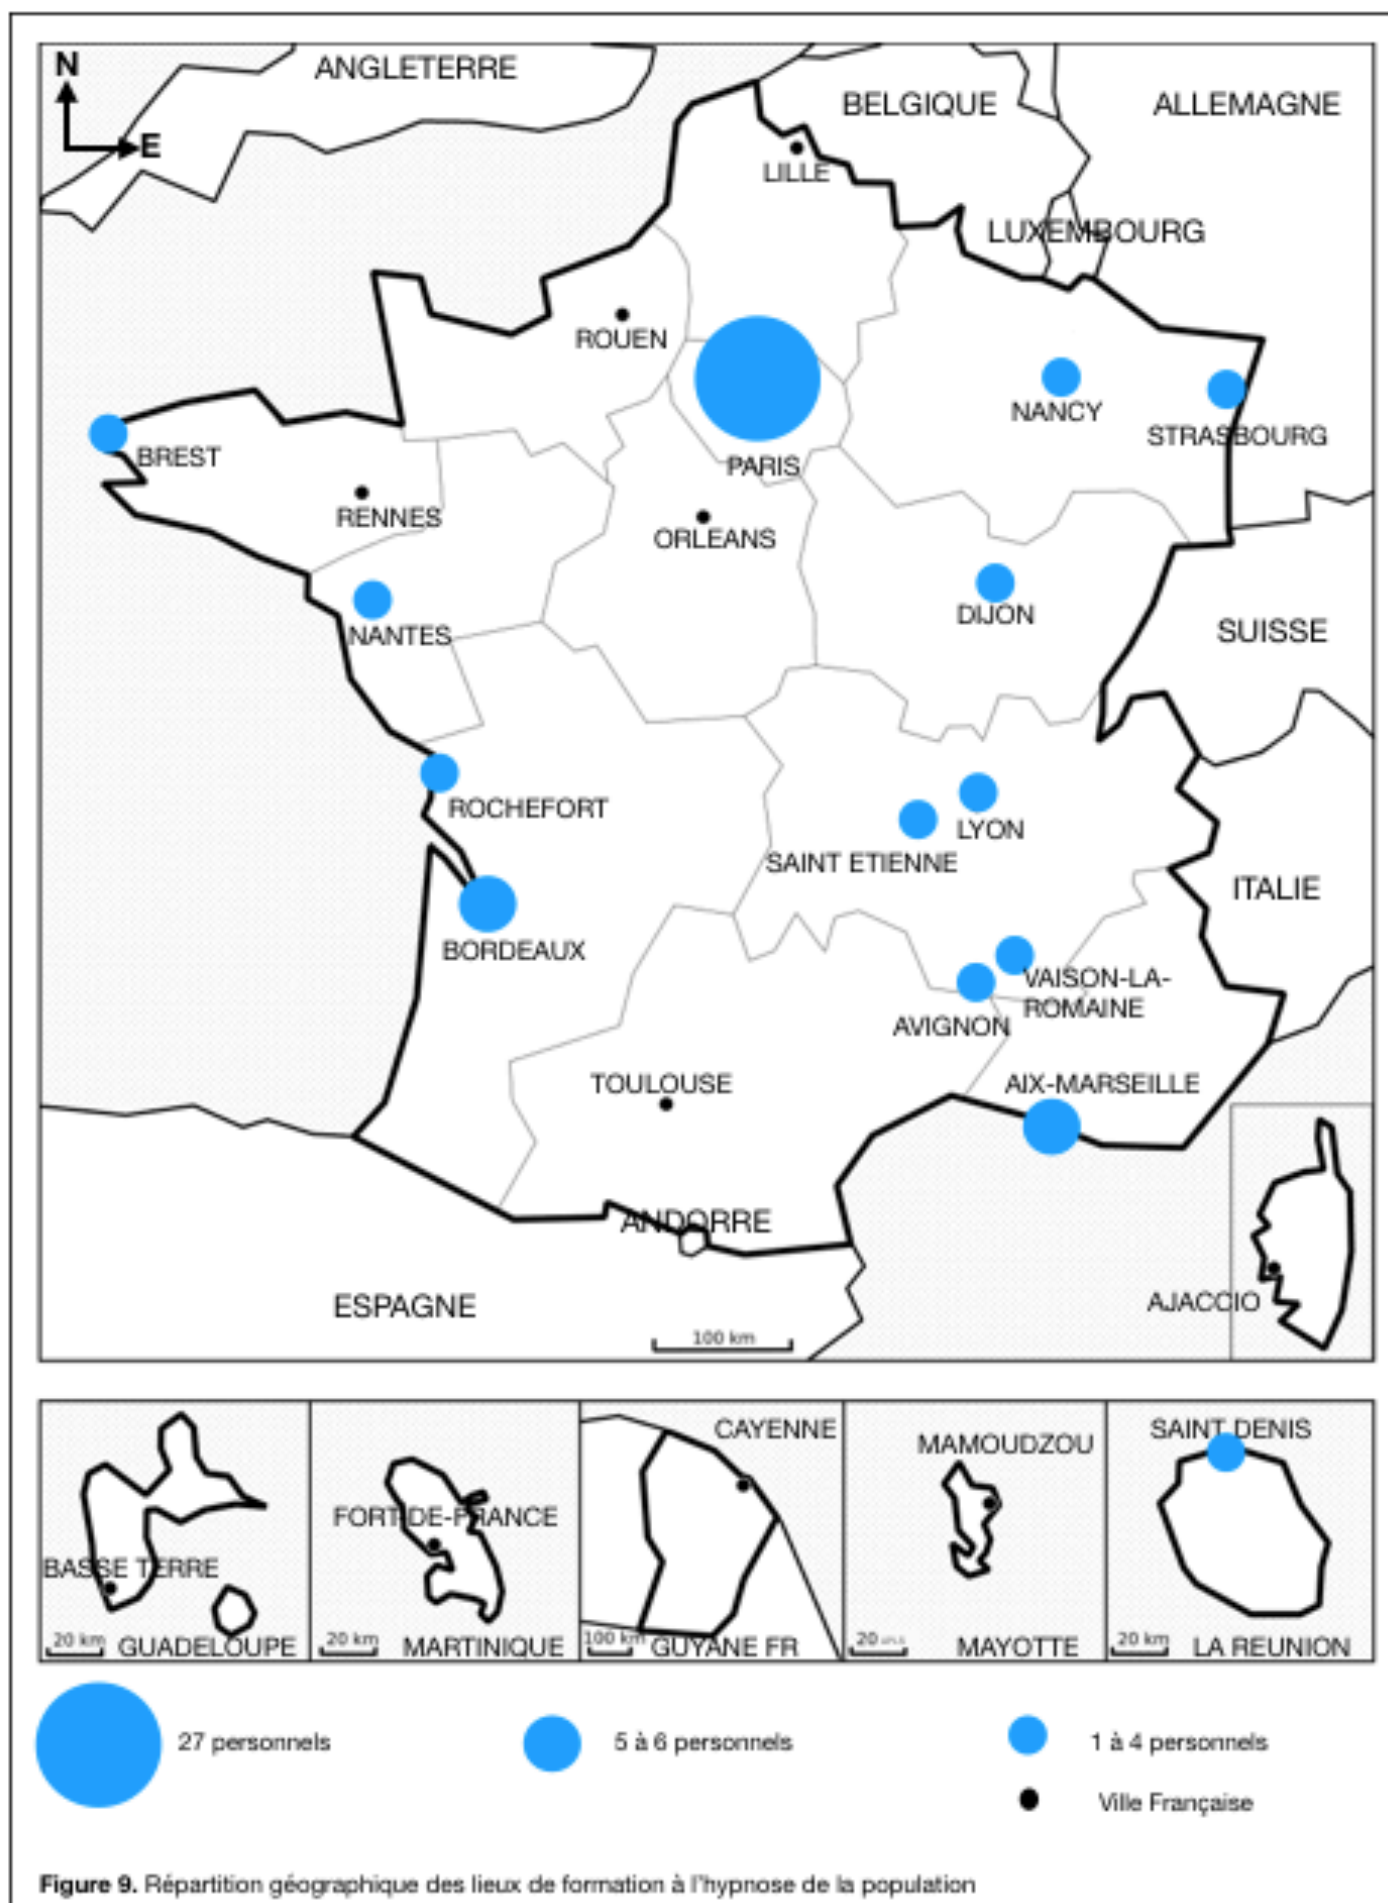 N
ANGLETERRE
BELGIQUE
ALLEMAGNE
E
LILLE
LUXEMBOURG
ROUEN
NANCY
STRASBOURG
BREST
PARIS
RENNES
ORLEANS
DIJON
NANTES
SUISSE
ROCHEFORT
LYON
SAINT ETIENNE
ITALIE
BORDEAUX
VAISON-LA-
ROMAINE
AVIGNON
TOULOUSE
AIX-MARSEILLE
ANDORRE
ESPAGNE
AJACCIO
100 km
BASSE TERRE
20 km
GUADELOUPE
FORT-DE-FRANCE
20 km
MARTINIQUE
CAYENNE
100 km
GUYANE FR
MAMOUDZOU
20
MAYOTTE
SAINT DENIS
20 km
LA REUNION
27 personnels
5 à 6 personnels
1 à 4 personnels
Ville Française
Figure 9. Répartition géographique des lieux de formation à l'hypnose de la population